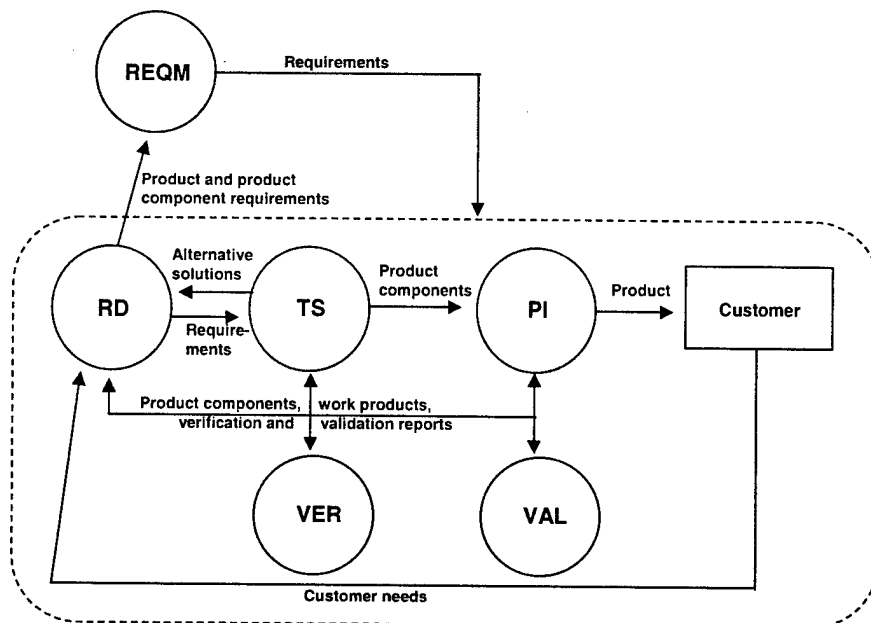 REQM
Requirements
Product and product
component requirements
Alternative
solutions
RD
TS
Product
components
PI
Product
Customer
Require-
ments
Product components, work products,
verification and validation reports
VER
VAL
Customer needs